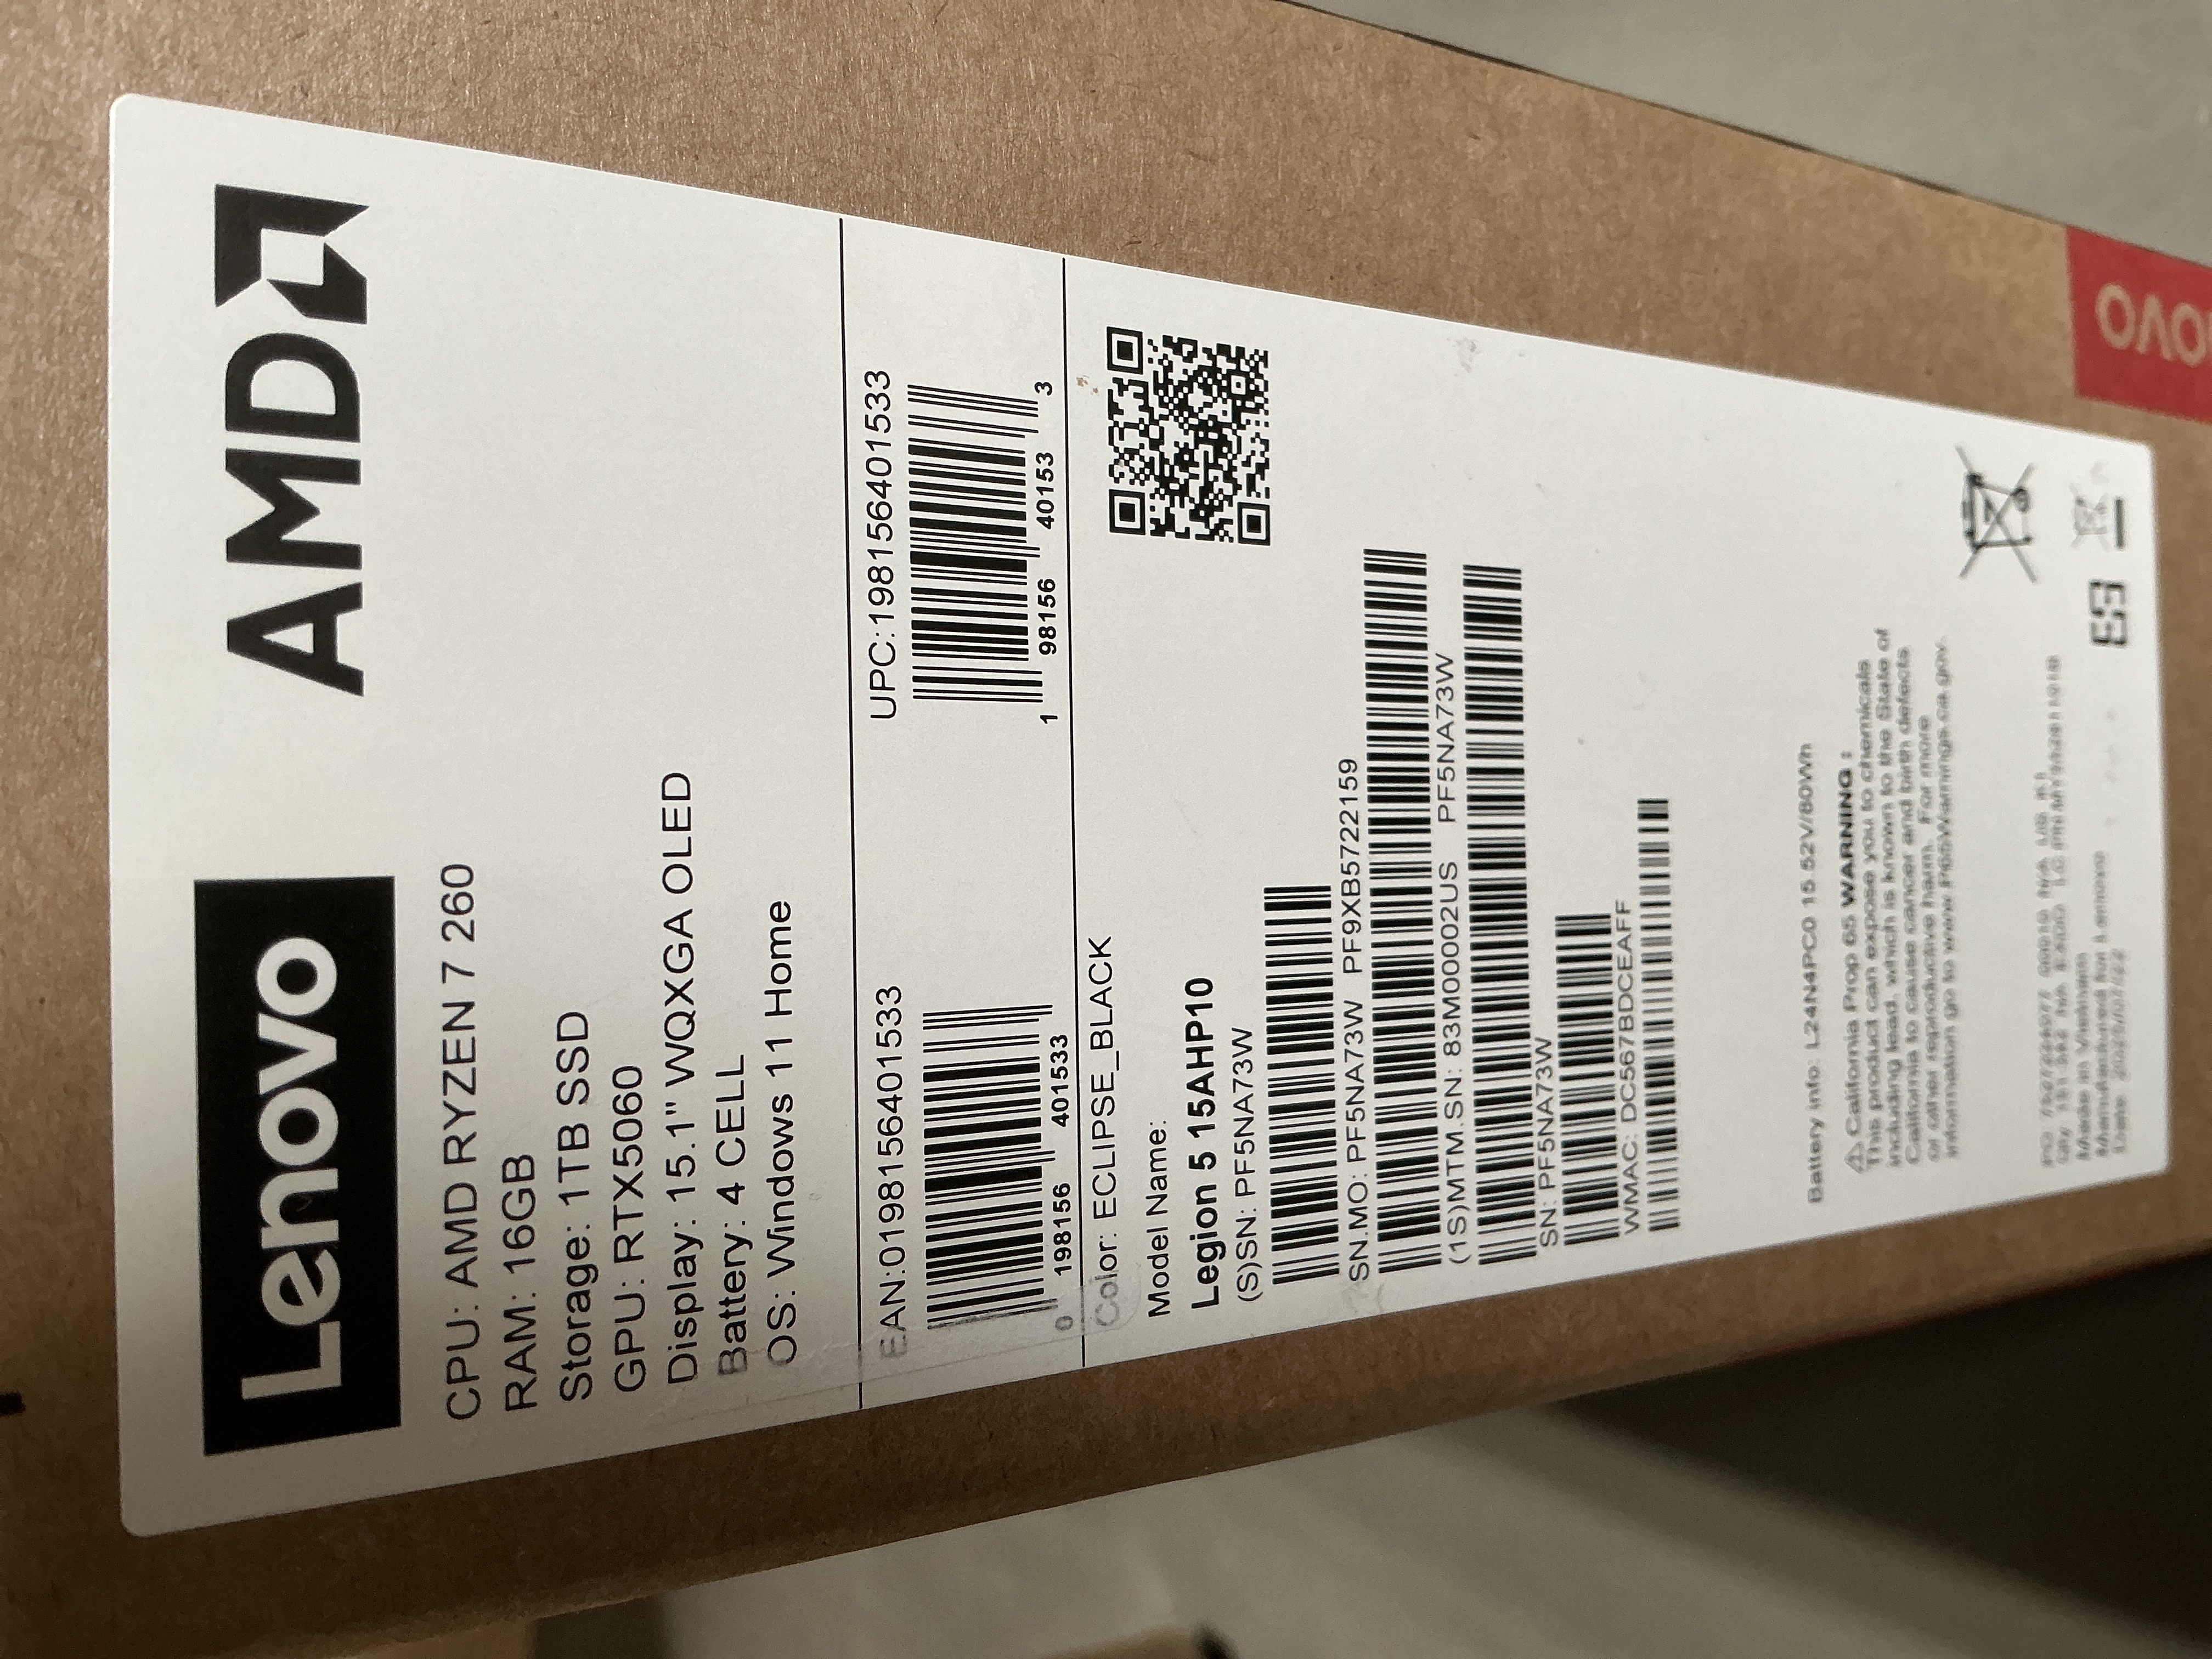 Lenovo AMD
CPU: AMD RYZEN 7 260
RAM: 16GB
Storage: 1TB SSD
GPU: RTX5060
Display: 15.1" WQXGA OLED
Battery: 4 CELL
OS: Windows 11 Home
EAN:0198156401533 UPC:198156401533
0 198156 401533 1 98156 40153 3
Color: ECLIPSE_BLACK
Model Name:
Legion 5 15AHP10
(S)SN: PF5NA73W
SN.MO: PF5NA73W PF9XB5722159
(1S)MTM.SN: 83M00002US PF5NA73W
SN: PF5NA73W
WMAC: DC567BDCEAFF
Battery info: L24N4PC0 15.52V/80Wh
California Prop 65 WARNING :
This product can expose you to chemicals
including lead, which is known to the State of
California to cause cancer and birth defects
or other reproductive harm. For more
information go to www.P65Warnings.ca.gov.
Made in Vietnam
Manufactured for Lenovo
Date
ovo